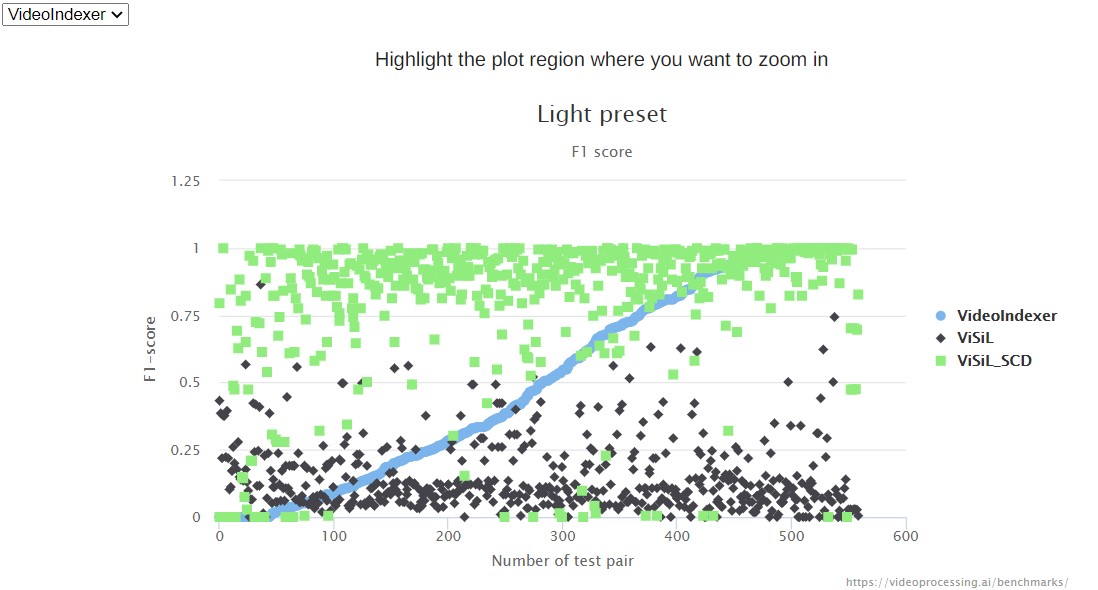 VideoIndexer
Highlight the plot region where you want to zoom in
Light preset
F1 score
1.25
1
0.75
0.5
0.25
0
F1-score
0 100 200 300 400 500 600
Number of test pair
VideoIndexer
ViSiL
ViSiL_SCD
https://videoprocessing.ai/benchmarks/